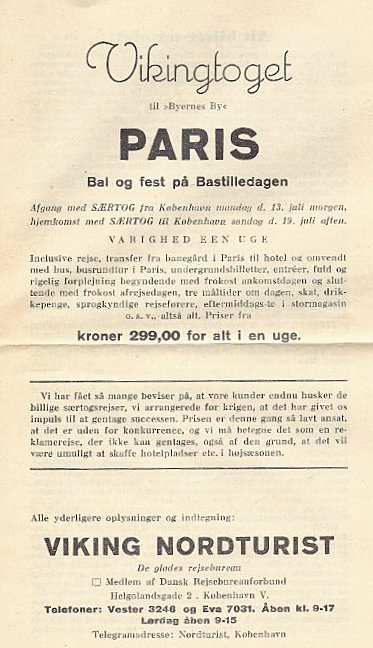 Vikingtoget
til »Byernes By«
PARIS
Bal og fest på Bastilledagen
Afgang med SÆRTOG fra København mandag d. 13. juli morgen,
hjemkomst med SÆRTOG til København søndag d. 19. juli aften.
VARIGHED EEN UGE
Inclusive rejse, transfer fra banegård i Paris til hotel og omvendt
med bus, busrundtur i Paris, undergrundsbilletter, entréer, fuld og
rigelig forplejning begyndende med frokost ankomstdagen og slut-
tende med frokost afrejsedagen, tre måltider om dagen, skat, drik-
kepenge, sprogkyndige rejseførere, eftermiddags-te i stormagasin
o. s. v., altså alt. Priser fra
kroner 299,00 for alt i en uge.
Vi har fået så mange beviser på, at vore kunder endnu husker de
billige særtogsrejser, vi arrangerede før krigen, at det har givet os
impuls til at gentage successen. Prisen er denne gang så lavt ansat,
at det er uden for konkurrence, og vi må betegne det som en re-
klamerejse, der ikke kan gentages, også af den grund, at det vil
være umuligt at skaffe hotelpladser etc. i højsæsonen.
Alle yderligere oplysninger og indtegning:
VIKING NORDTURIST
De glades rejsebureau
Medlem af Dansk Rejsebureauforbund
Helgolandsgade 2 . København V.
Telefoner: Vester 3246 og Eva 7031. Åben kl. 9-17
Lørdag åben 9-15
Telegramadresse: Nordturist, København